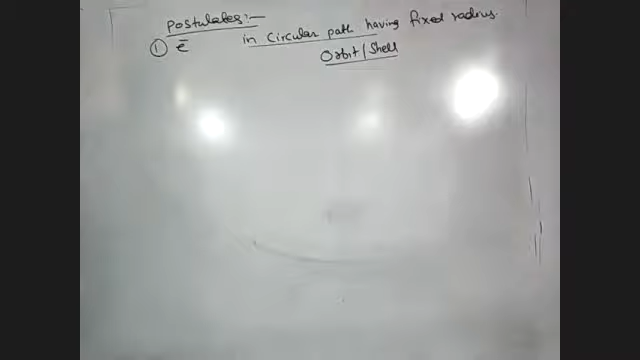 Postulates:-
① e̅ in Circular path having fixed radius.
Orbit/Shell